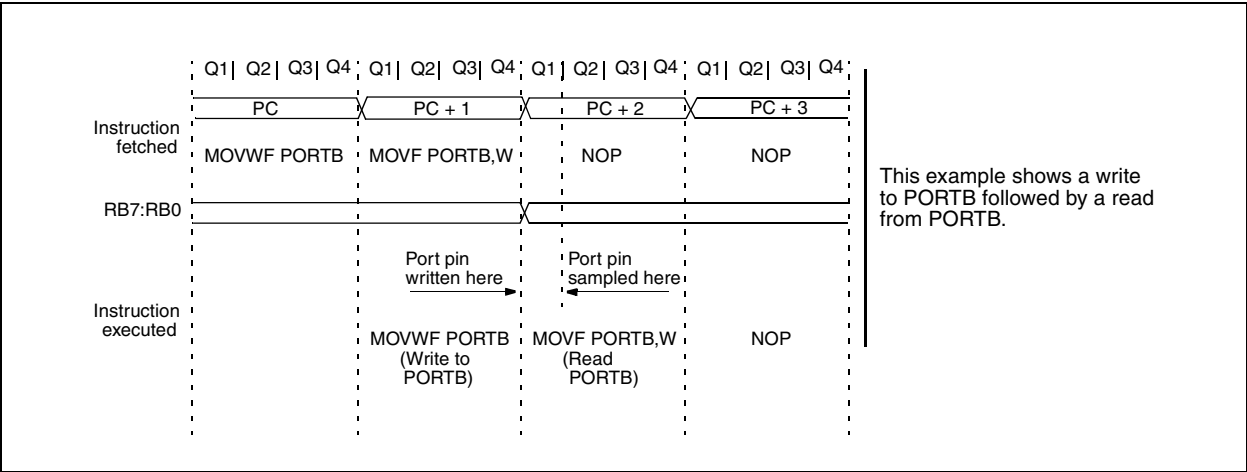 Q1| Q2| Q3| Q4 Q1| Q2| Q3| Q4 Q1| Q2| Q3| Q4 Q1| Q2| Q3| Q4
PC PC + 1 PC + 2 PC + 3
Instruction
fetched
MOVWF PORTB MOVF PORTB,W NOP NOP
This example shows a write
to PORTB followed by a read
from PORTB.
RB7:RB0
Port pin
written here
Port pin
sampled here
Instruction
executed
MOVWF PORTB
(Write to
PORTB)
MOVF PORTB,W
(Read
PORTB)
NOP